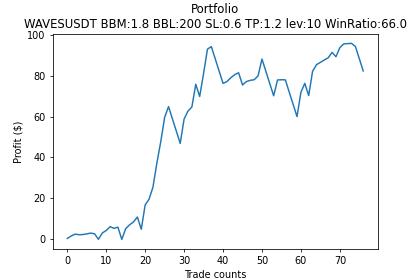 Portfolio
WAVESUSDT BBM:1.8 BBL:200 SL:0.6 TP:1.2 lev:10 WinRatio:66.0
100
80
60
40
20
0
Profit ($)
0 10 20 30 40 50 60 70
Trade counts